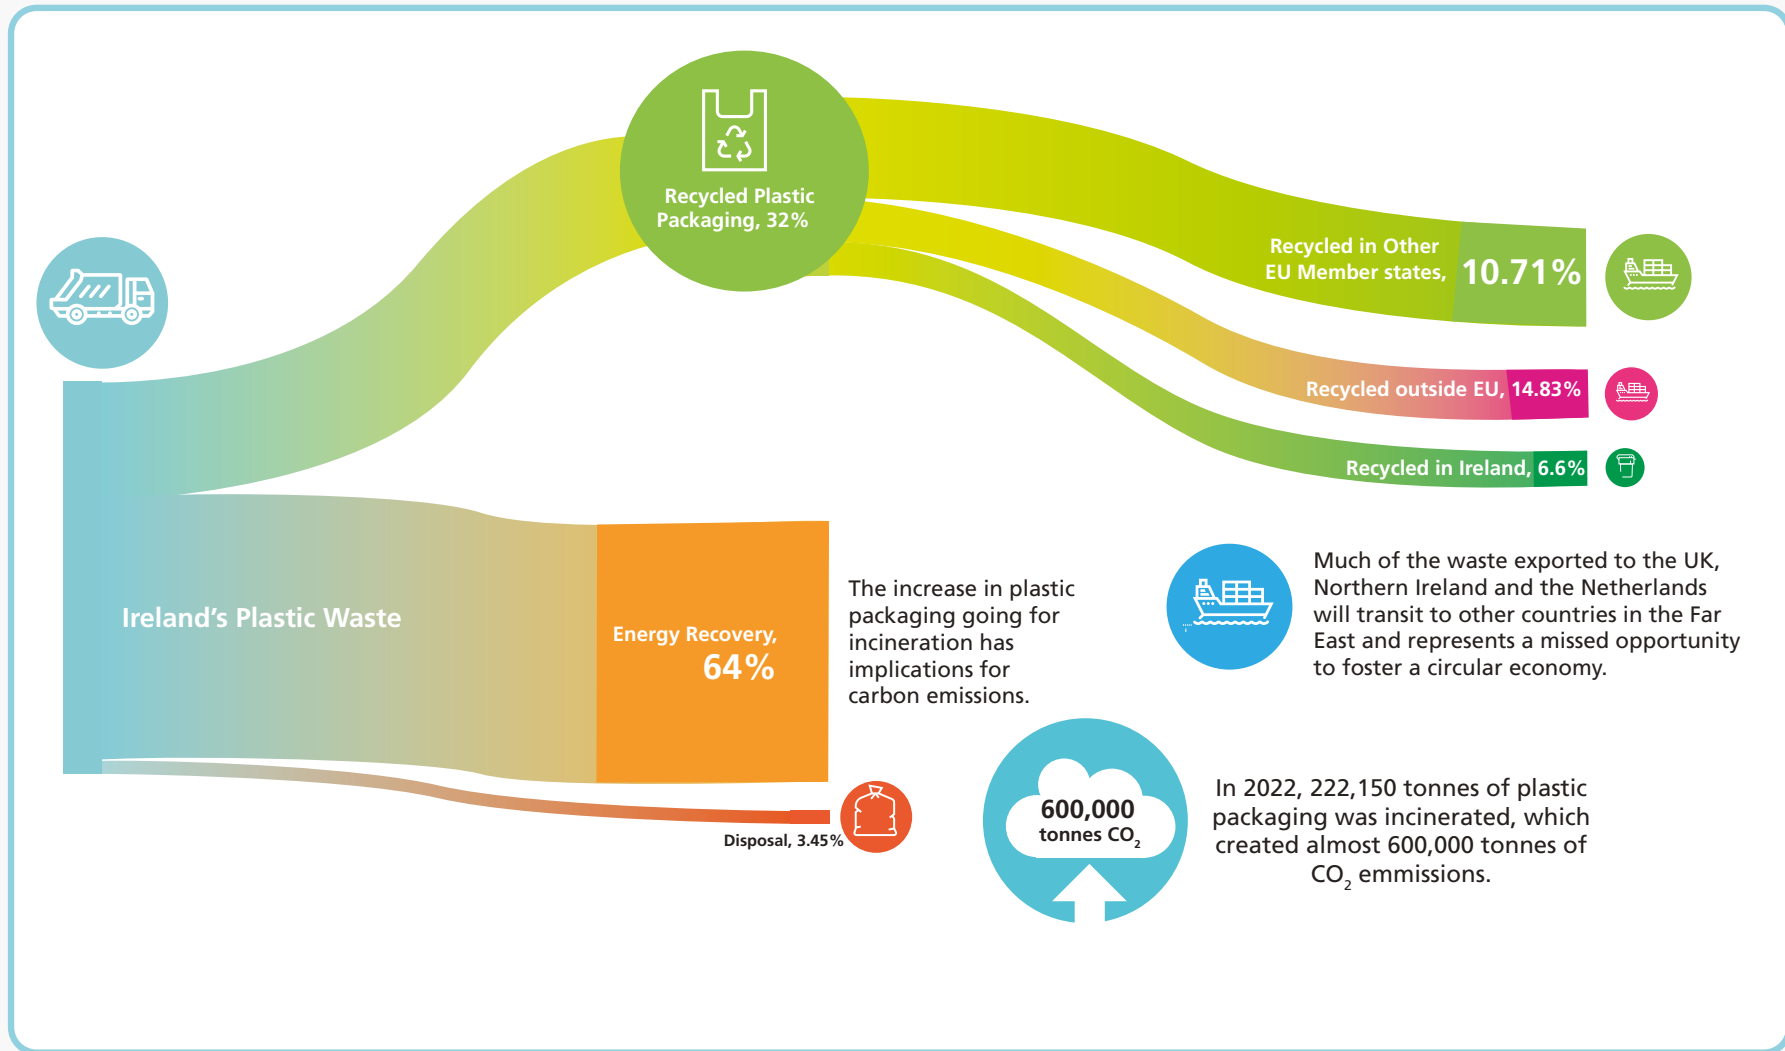 Recycled Plastic
Packaging, 32%
Recycled in Other
EU Member states, 10.71%
Recycled outside EU, 14.83%
Recycled in Ireland, 6.6%
Ireland’s Plastic Waste
Energy Recovery,
64%
The increase in plastic
packaging going for
incineration has
implications for
carbon emissions.
Disposal, 3.45%
Much of the waste exported to the UK,
Northern Ireland and the Netherlands
will transit to other countries in the Far
East and represents a missed opportunity
to foster a circular economy.
600,000
tonnes CO₂
In 2022, 222,150 tonnes of plastic
packaging was incinerated, which
created almost 600,000 tonnes of
CO₂ emmissions.